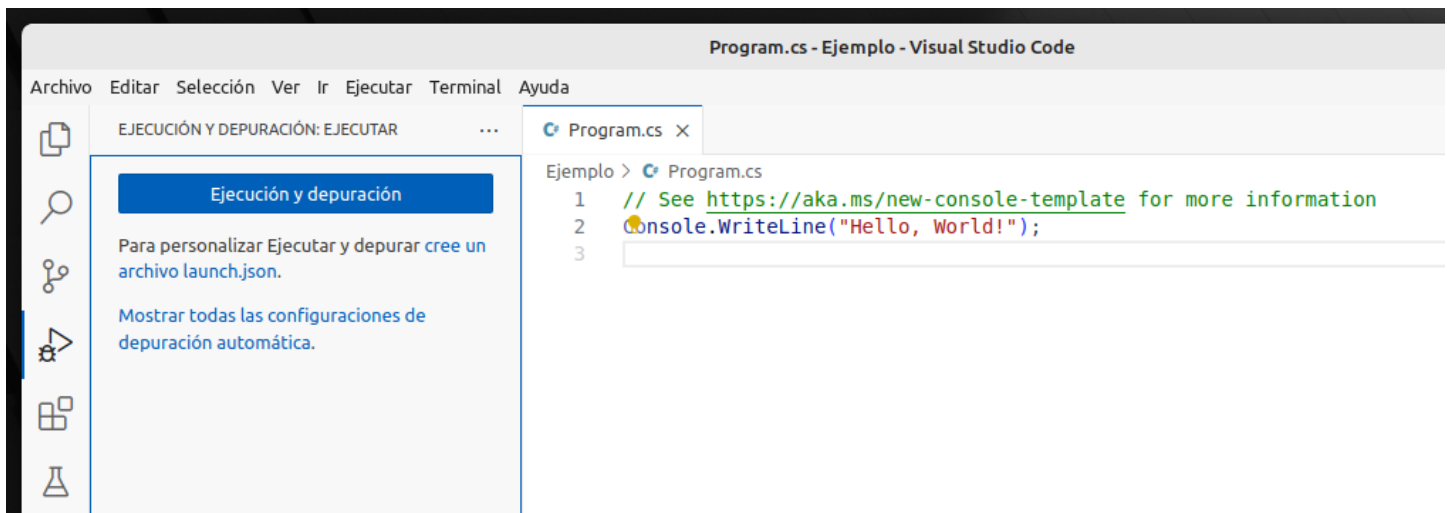 Program.cs - Ejemplo - Visual Studio Code
Archivo Editar Selección Ver Ir Ejecutar Terminal Ayuda
EJECUCIÓN Y DEPURACIÓN: EJECUTAR ...
Ejecución y depuración
Para personalizar Ejecutar y depurar cree un
archivo launch.json.
Mostrar todas las configuraciones de
depuración automática.
Program.cs
Ejemplo > Program.cs
1 // See https://aka.ms/new-console-template for more information
2 Console.WriteLine("Hello, World!");
3